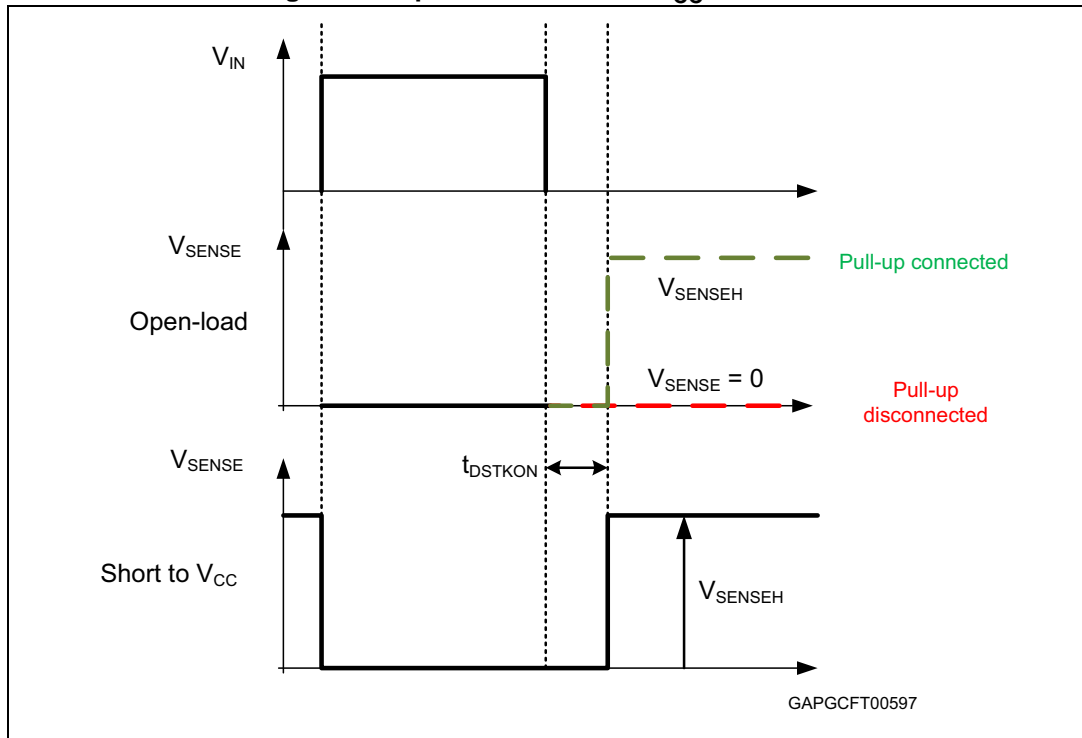 V_IN
V_SENSE
Pull-up connected
V_SENSEH
Open-load
V_SENSE = 0
Pull-up
disconnected
V_SENSE
t_DSTKON
Short to V_CC
V_SENSEH
GAPGCFT00597